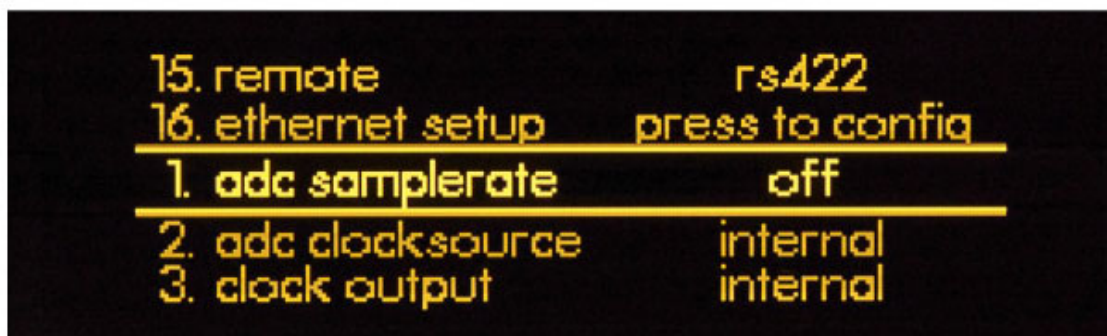 15. remote rs422
16. ethernet setup press to config
1. adc samplerate off
2. adc clocksource internal
3. clock output internal